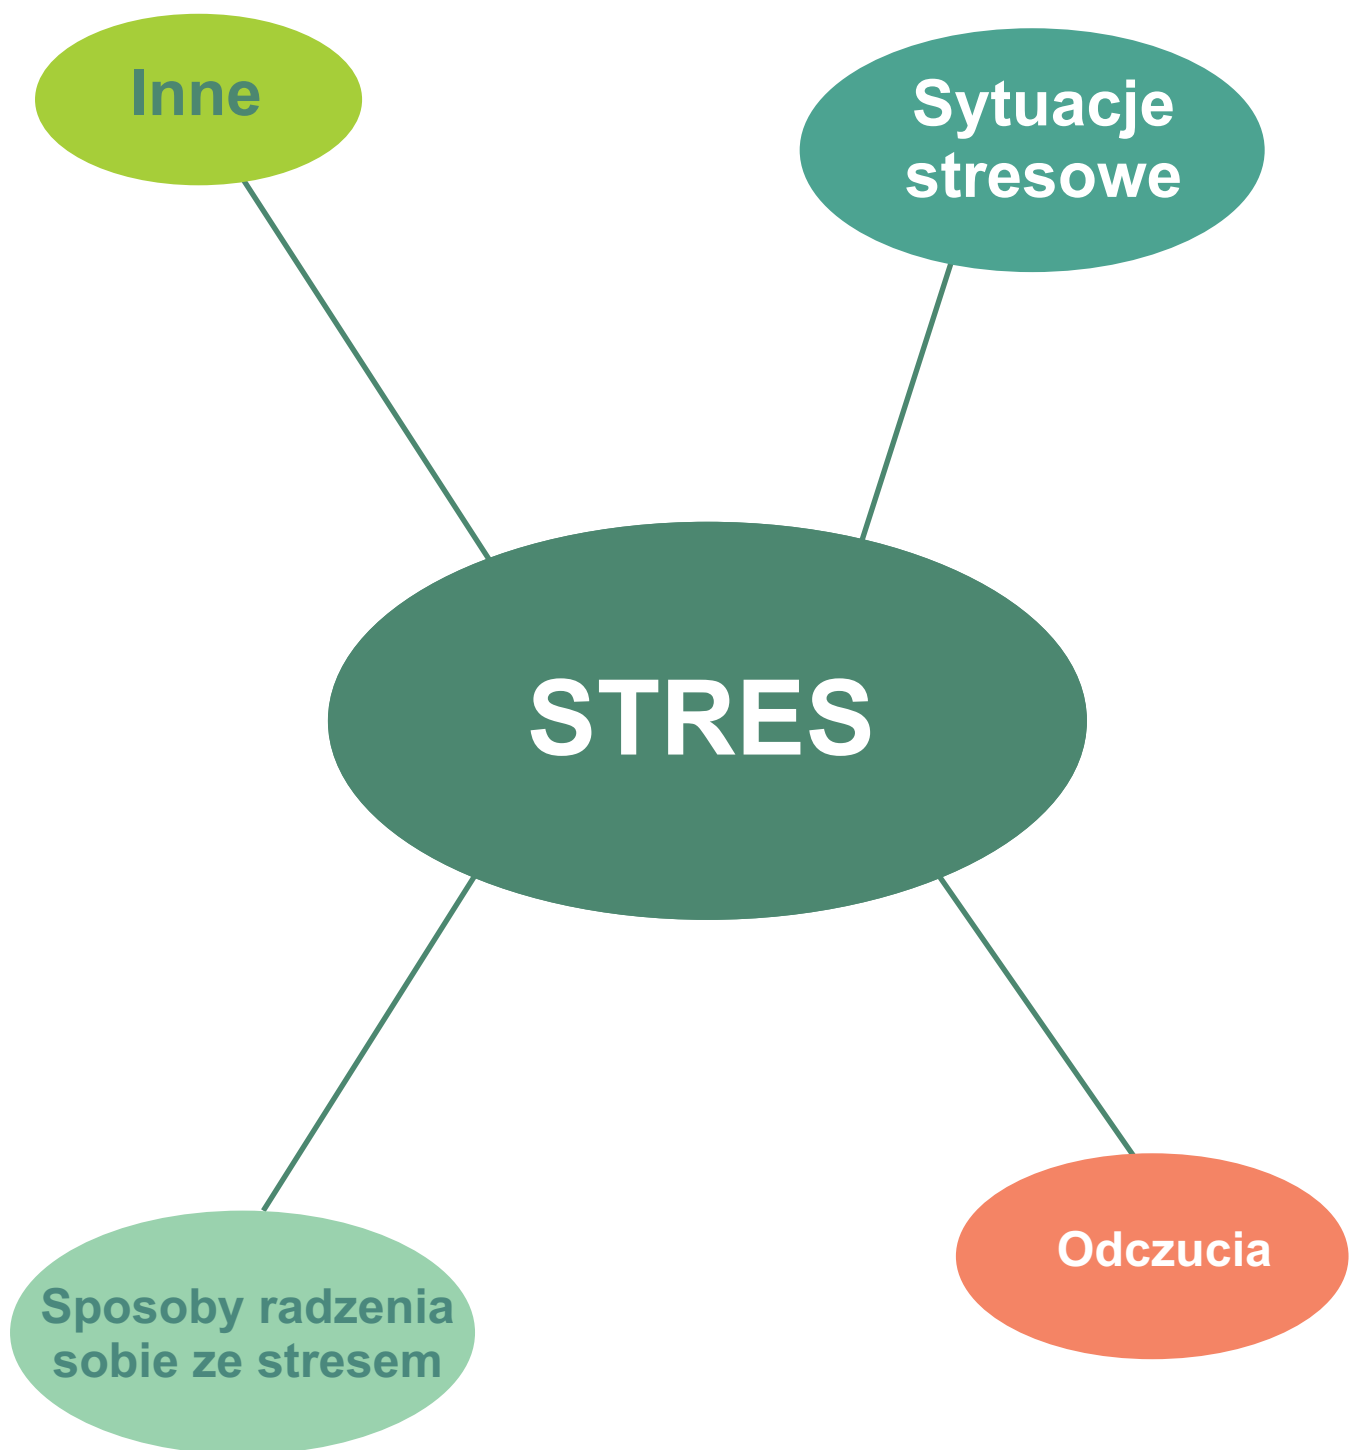 Inne
Sytuacje
stresowe
STRES
Odczucia
Sposoby radzenia
sobie ze stresem